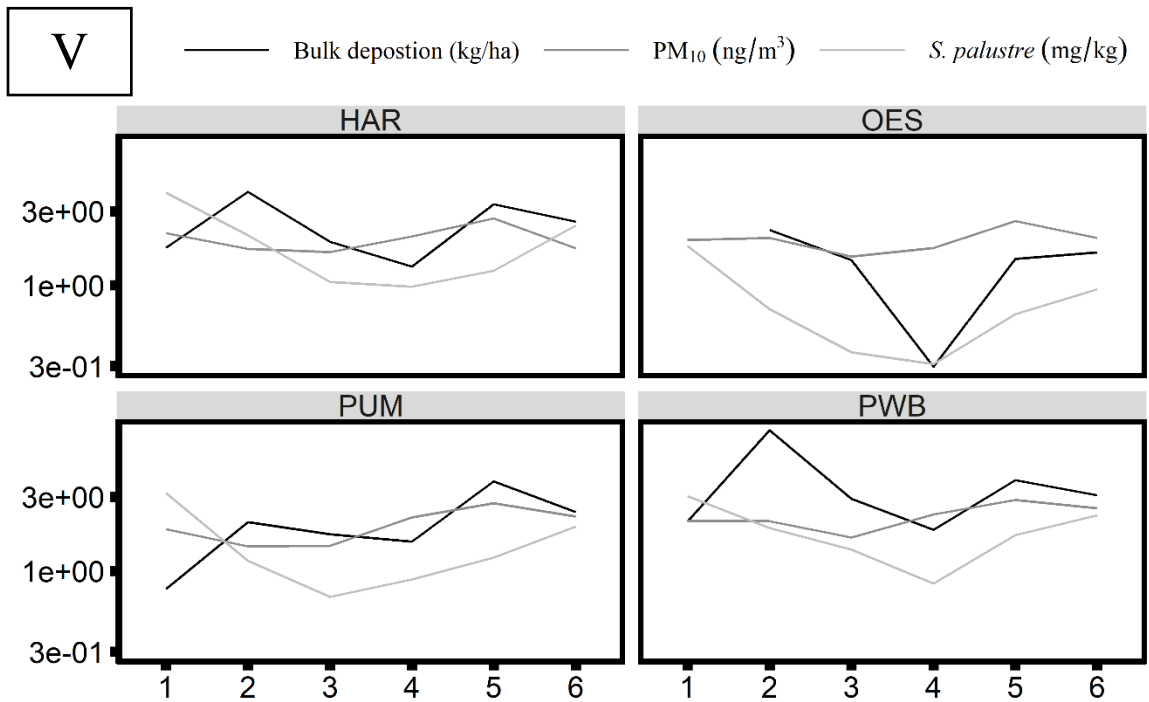 V
Bulk depostion (kg/ha) PM₁₀ (ng/m³) S. palustre (mg/kg)
HAR OES
3e+00
1e+00
3e-01
PUM PWB
3e+00
1e+00
3e-01
1 2 3 4 5 6 1 2 3 4 5 6